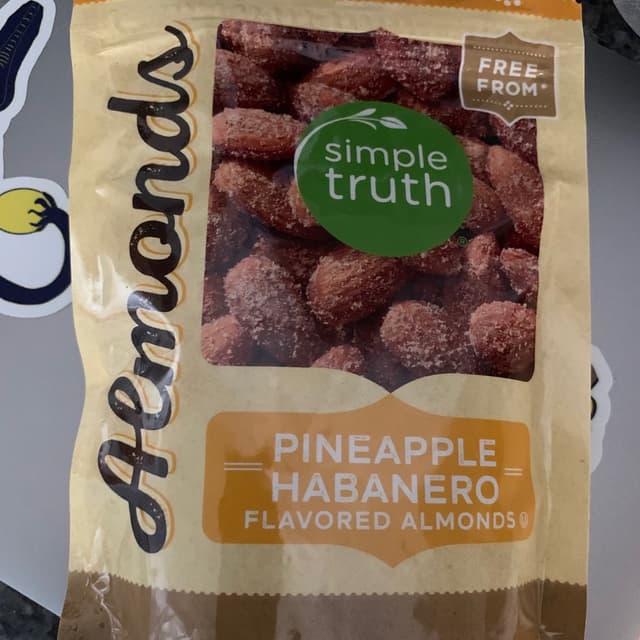 Almonds
FREE
FROM*
simple
truth
®
PINEAPPLE
HABANERO
FLAVORED ALMONDS